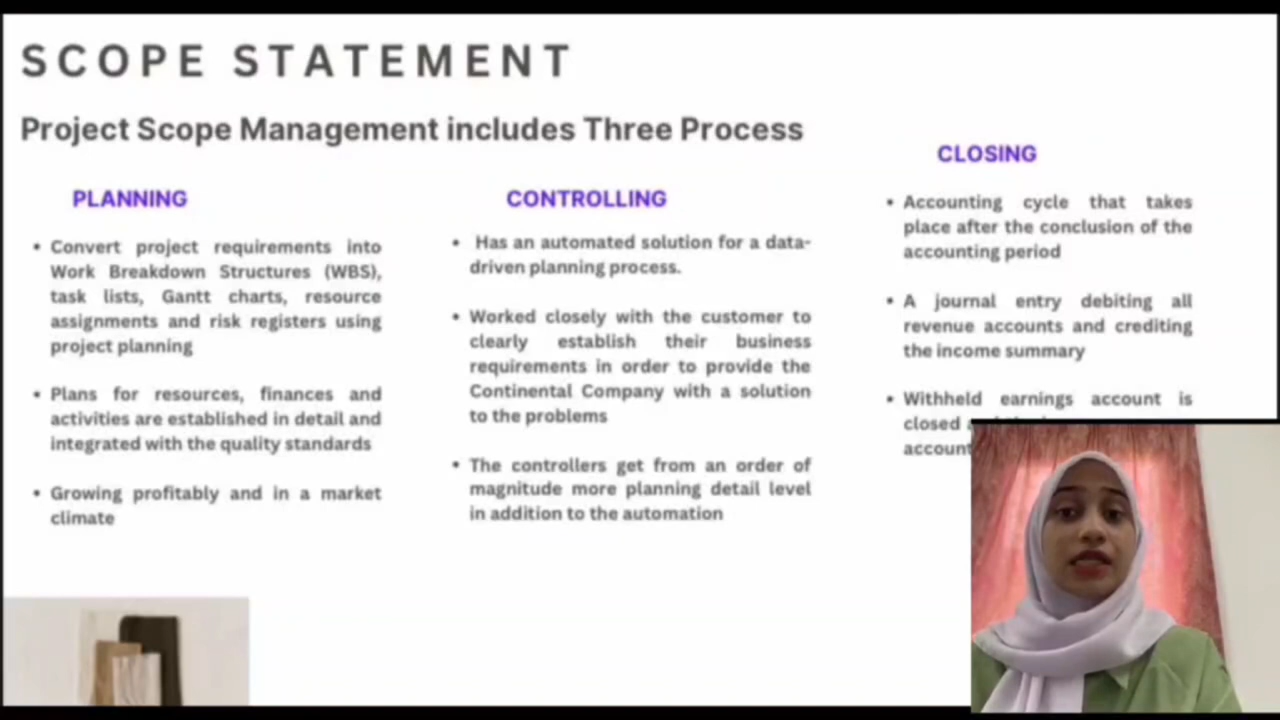 SCOPE STATEMENT
Project Scope Management includes Three Process
PLANNING
• Convert project requirements into
Work Breakdown Structures (WBS),
task lists, Gantt charts, resource
assignments and risk registers using
project planning
• Plans for resources, finances and
activities are established in detail and
integrated with the quality standards
• Growing profitably and in a market
climate
CONTROLLING
• Has an automated solution for a data-
driven planning process.
• Worked closely with the customer to
clearly establish their business
requirements in order to provide the
Continental Company with a solution
to the problems
• The controllers get from an order of
magnitude more planning detail level
in addition to the automation
CLOSING
• Accounting cycle that takes
place after the conclusion of the
accounting period
• A journal entry debiting all
revenue accounts and crediting
the income summary
• Withheld earnings account is
closed
account